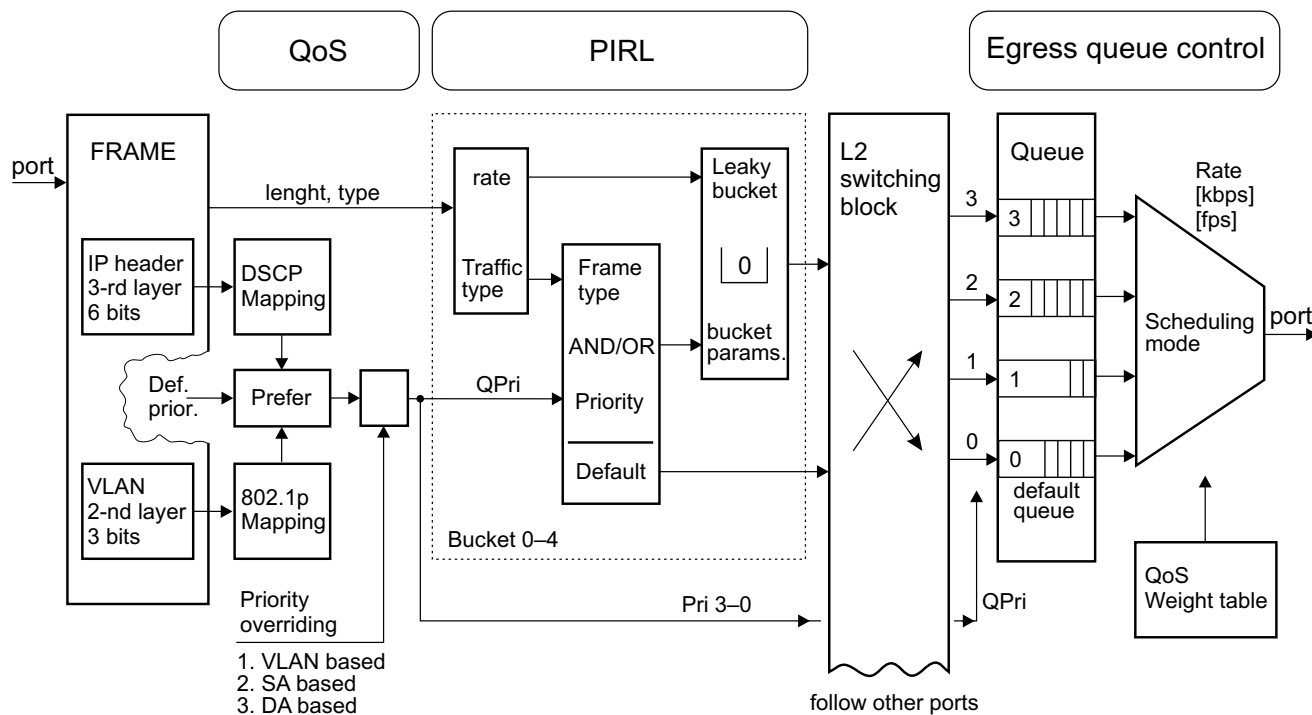 QoS
PIRL
Egress queue control
port
FRAME
lenght, type
IP header
3-rd layer
6 bits
DSCP
Mapping
Def.
prior.
Prefer
VLAN
2-nd layer
3 bits
802.1p
Mapping
Priority
overriding
1. VLAN based
2. SA based
3. DA based
QPri
rate
Traffic
type
Frame
type
AND/OR
Priority
Default
Leaky
bucket
0
bucket
params.
Bucket 0–4
Pri 3–0
L2
switching
block
follow other ports
3
2
1
0
QPri
Queue
3
2
1
0
default
queue
Rate
[kbps]
[fps]
Scheduling
mode
port
QoS
Weight table